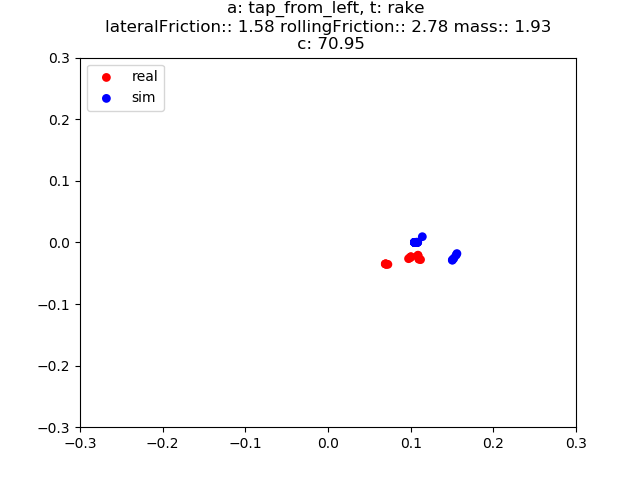 a: tap_from_left, t: rake
lateralFriction:: 1.58 rollingFriction:: 2.78 mass:: 1.93
c: 70.95
real
sim
0.3
0.2
0.1
0.0
−0.1
−0.2
−0.3
−0.3 −0.2 −0.1 0.0 0.1 0.2 0.3